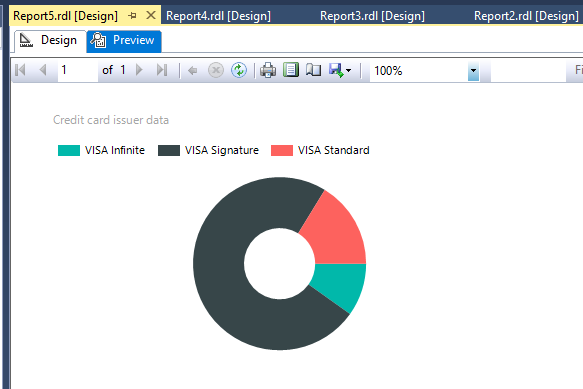 Report5.rdl [Design] Report4.rdl [Design] Report3.rdl [Design] Report2.rdl [Design]
Design Preview
1 of 1 100% Fi
Credit card issuer data
VISA Infinite VISA Signature VISA Standard